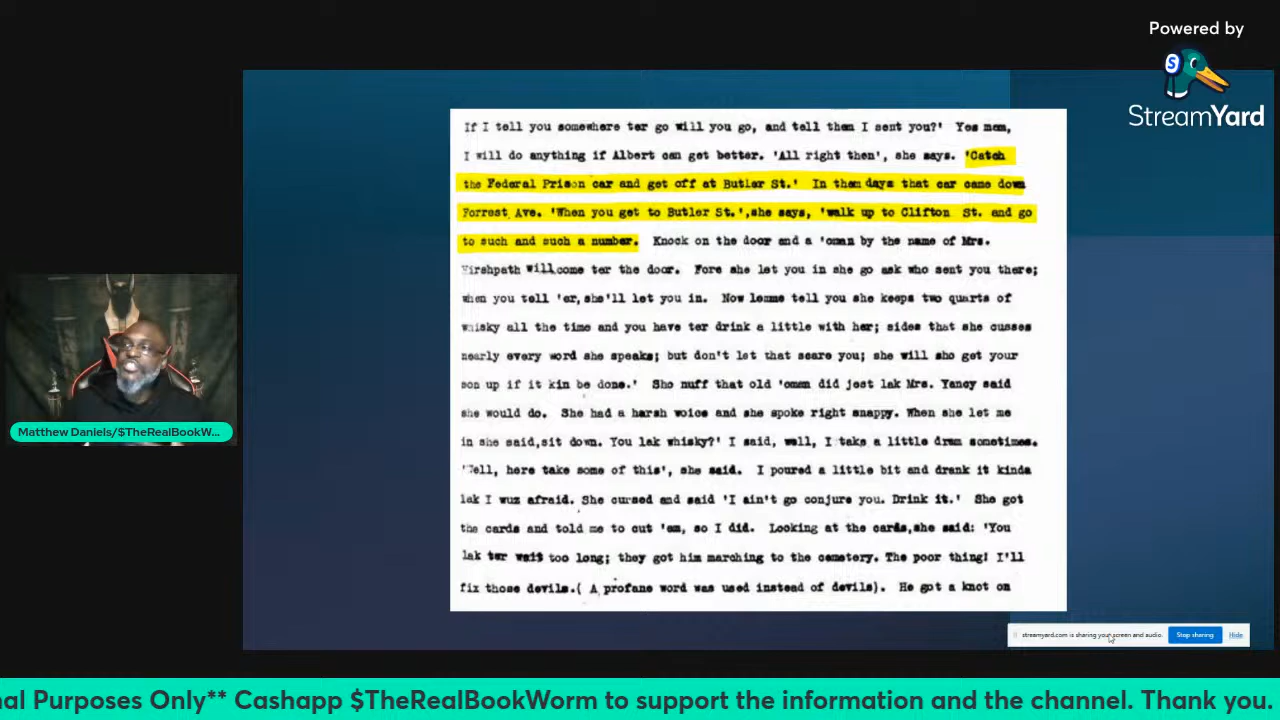 Powered by
StreamYard
If I tell you somewhere ter go will you go, and tell them I sent you?' Yes mam,
I will do anything if Albert can get better. 'All right then', she says. 'Catch
the Federal Prison car and get off at Butler St.' In them days that car came down
Forrest Ave. 'When you get to Butler St.',she says, 'walk up to Clifton St. and go
to such and such a number. Knock on the door and a 'oman by the name of Mrs.
will come ter the door. Fore she let you in she go ask who sent you there;
when you tell 'er, she'll let you in. Now lemme tell you she keeps two quarts of
whisky all the time and you have ter drink a little with her; sides that she cusses
nearly every word she speaks; but don't let that scare you; she will sho get your
son up if it kin be done.' Sho nuff that old 'oman did jest lak Mrs. Yancy said
she would do. She had a harsh voice and she spoke right snappy. When she let me
in she said,sit down. You lak whisky?' I said, well, I take a little dram sometimes.
'Well, here take some of this', she said. I poured a little bit and drank it kinda
lak I wuz afraid. She cursed and said 'I ain't go conjure you. Drink it.' She got
the cards and told me to cut 'em, so I did. Looking at the cards,she said: 'You
lak ter wait too long; they got him marching to the cemetery. The poor thing! I'll
fix those devils.( A profane word was used instead of devils). He got a knot on
Matthew Daniels/$TheRealBookW...
streamyard.com is sharing your screen and audio.
Stop sharing
Hide
nal Purposes Only** Cashapp $TheRealBookWorm to support the information and the channel. Thank you.